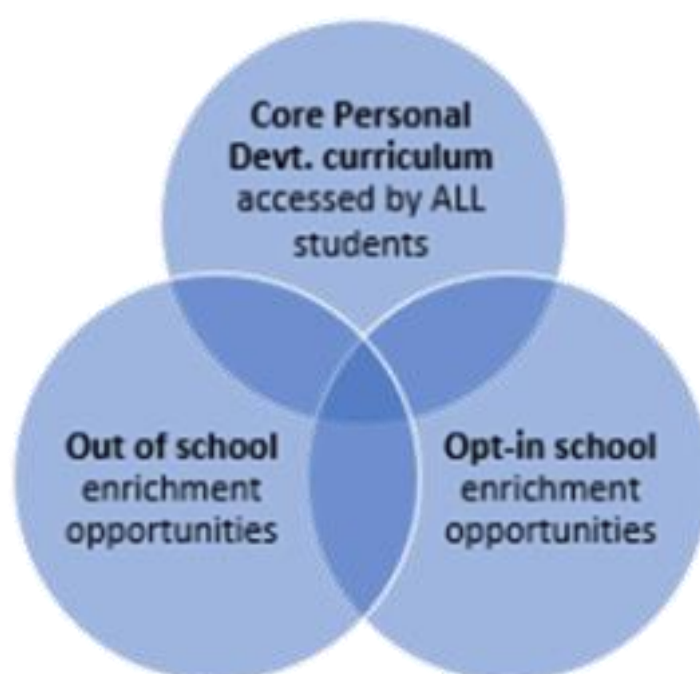 Core Personal
Devt. curriculum
accessed by ALL
students
Out of school
enrichment
opportunities
Opt-in school
enrichment
opportunities